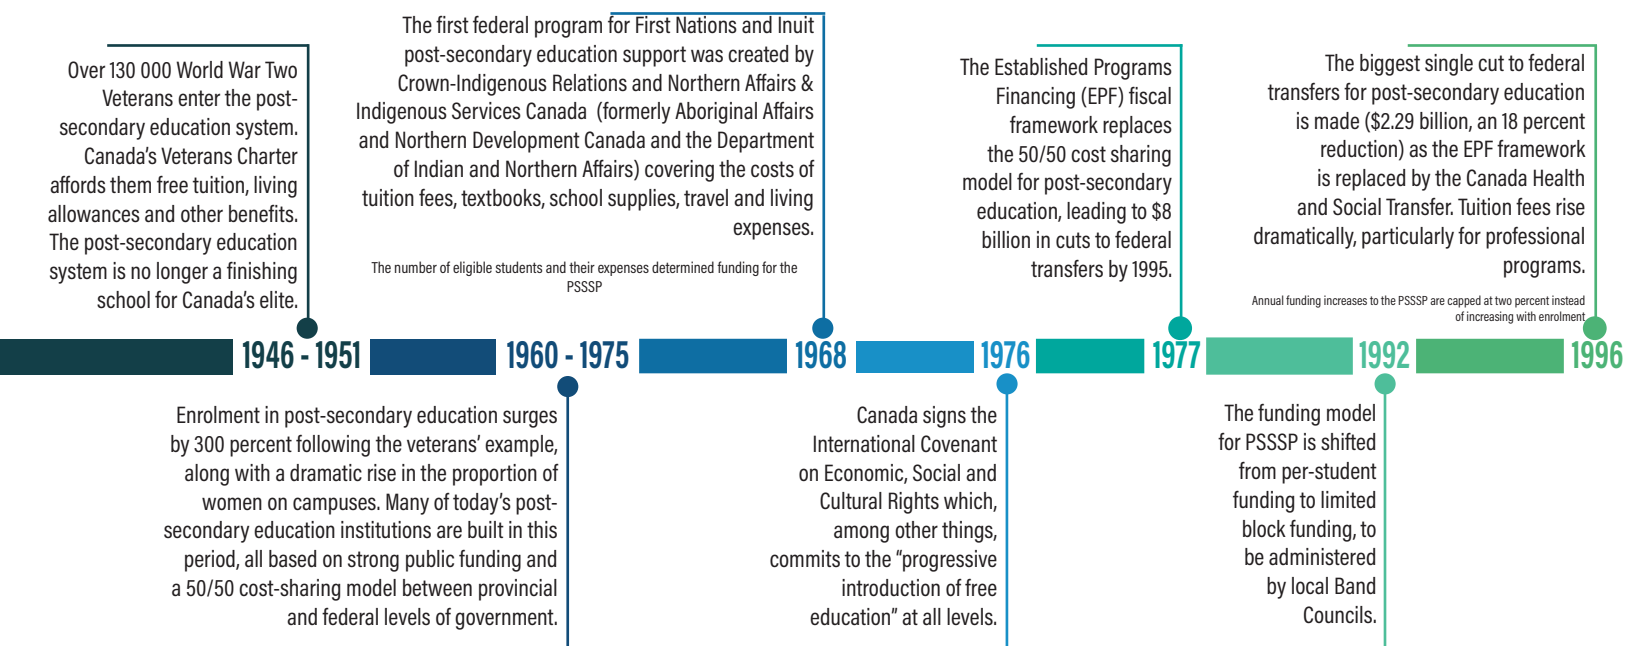 Over 130 000 World War Two
Veterans enter the post-
secondary education system.
Canada’s Veterans Charter
affords them free tuition, living
allowances and other benefits.
The post-secondary education
system is no longer a finishing
school for Canada’s elite.
1946 - 1951
Enrolment in post-secondary education surges
by 300 percent following the veterans’ example,
along with a dramatic rise in the proportion of
women on campuses. Many of today’s post-
secondary education institutions are built in this
period, all based on strong public funding and
a 50/50 cost-sharing model between provincial
and federal levels of government.
1960 - 1975
The first federal program for First Nations and Inuit
post-secondary education support was created by
Crown-Indigenous Relations and Northern Affairs &
Indigenous Services Canada (formerly Aboriginal Affairs
and Northern Development Canada and the Department
of Indian and Northern Affairs) covering the costs of
tuition fees, textbooks, school supplies, travel and living
expenses.
The number of eligible students and their expenses determined funding for the
PSSSP
1968
Canada signs the
International Covenant
on Economic, Social and
Cultural Rights which,
among other things,
commits to the “progressive
introduction of free
education” at all levels.
1976
The Established Programs
Financing (EPF) fiscal
framework replaces
the 50/50 cost sharing
model for post-secondary
education, leading to $8
billion in cuts to federal
transfers by 1995.
1977
The funding model
for PSSSP is shifted
from per-student
funding to limited
block funding, to
be administered
by local Band
Councils.
1992
The biggest single cut to federal
transfers for post-secondary education
is made ($2.29 billion, an 18 percent
reduction) as the EPF framework
is replaced by the Canada Health
and Social Transfer. Tuition fees rise
dramatically, particularly for professional
programs.
Annual funding increases to the PSSSP are capped at two percent instead
of increasing with enrolment
1996